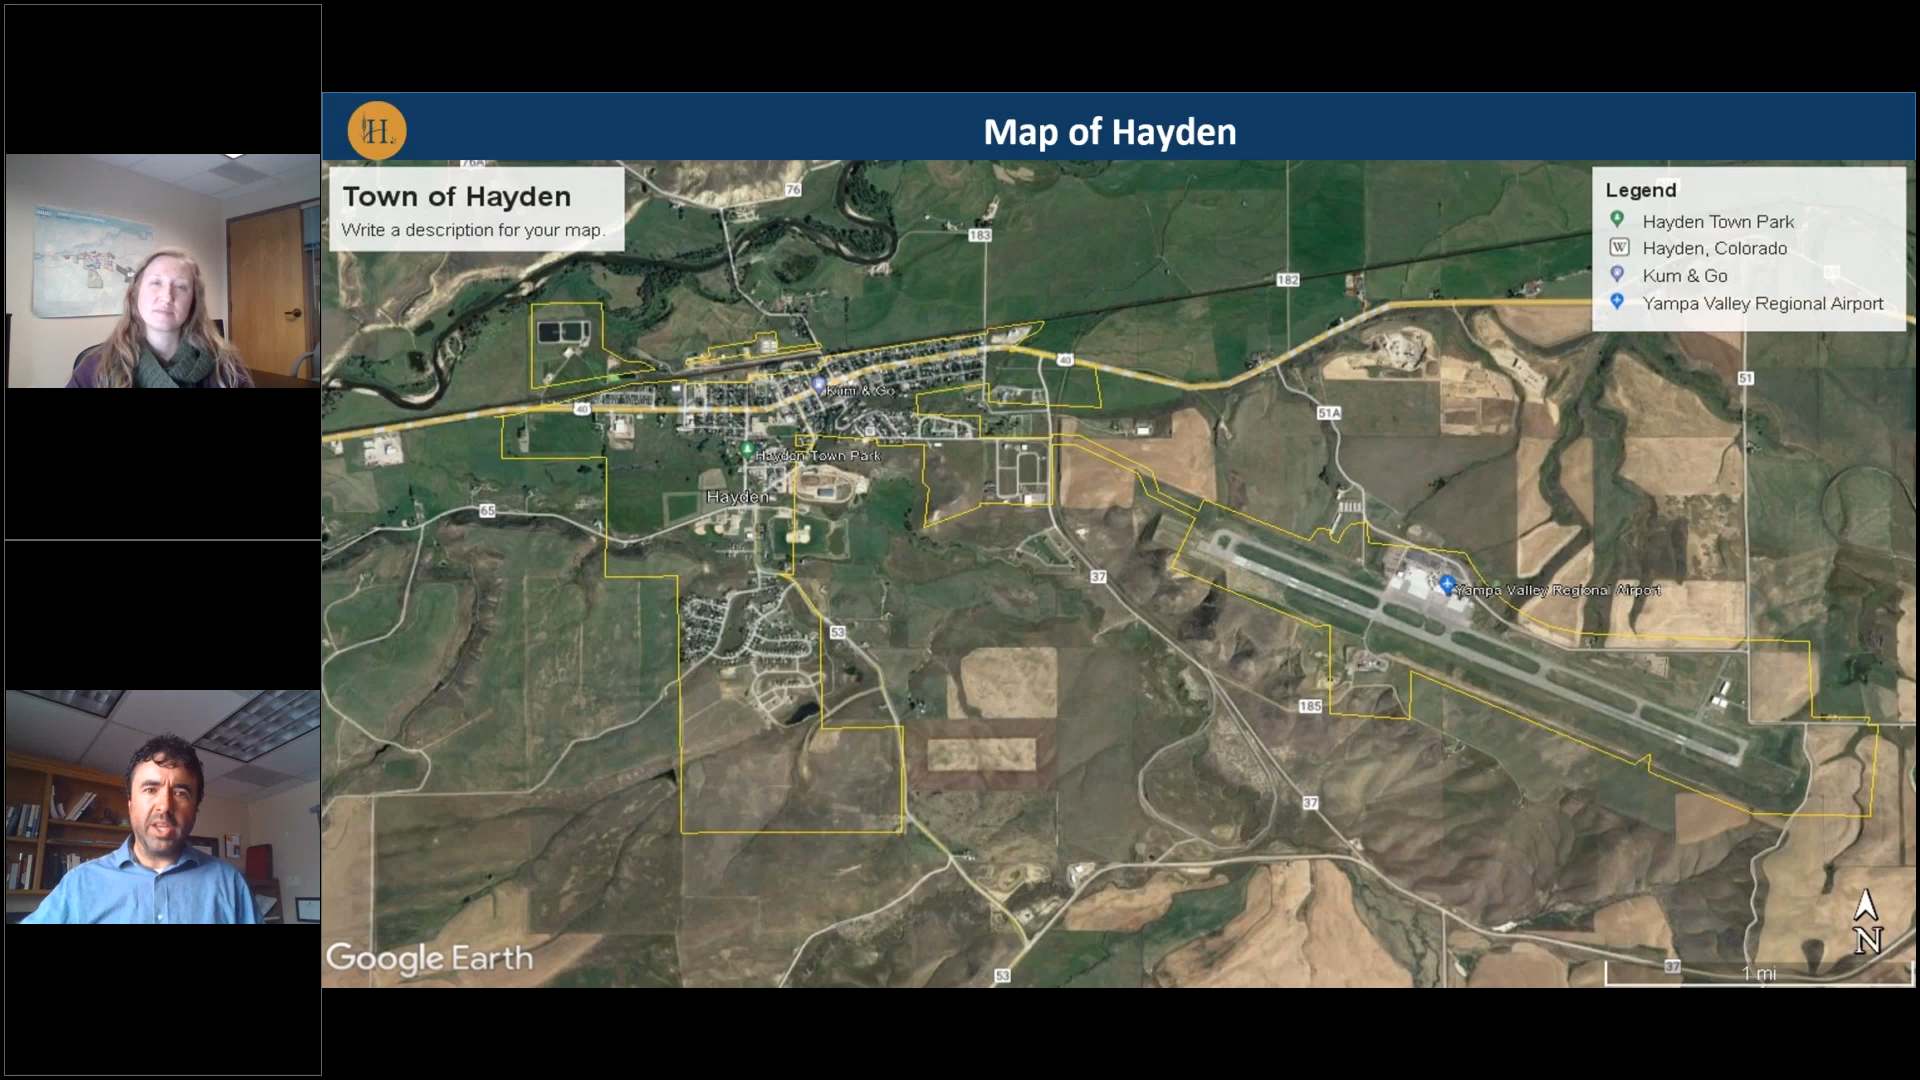 H.
Map of Hayden
Town of Hayden
Write a description for your map.
Legend
Hayden Town Park
Hayden, Colorado
Kum & Go
Yampa Valley Regional Airport
76A
76
183
182
40
51
Kum & Go
40
51A
Hayden Town Park
Hayden
65
37
Yampa Valley Regional Airport
53
185
37
Google Earth
N
37
1 mi
53